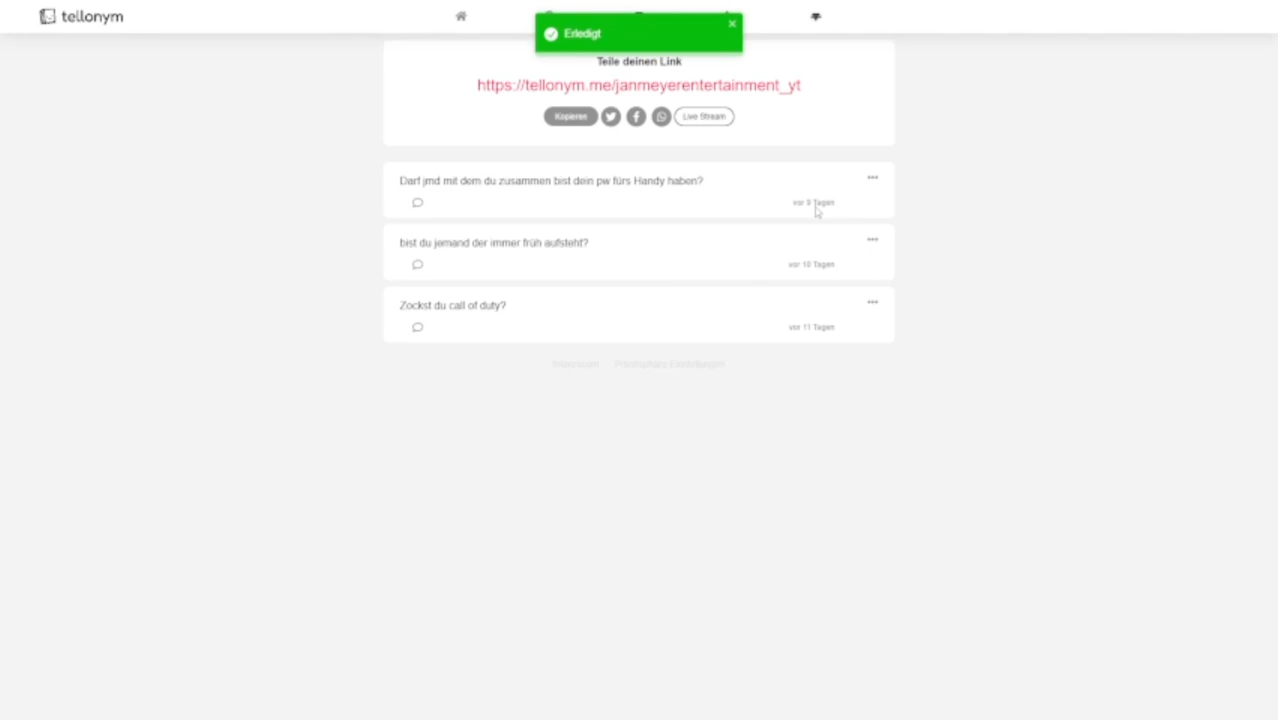 tellonym
Erledigt
Teile deinen Link
https://tellonym.me/janmeyerentertainment_yt
Kopieren
Live Stream
Darf jmd mit dem du zusammen bist dein pw fürs Handy haben?
vor 9 Tagen
bist du jemand der immer früh aufsteht?
vor 10 Tagen
Zockst du call of duty?
vor 11 Tagen